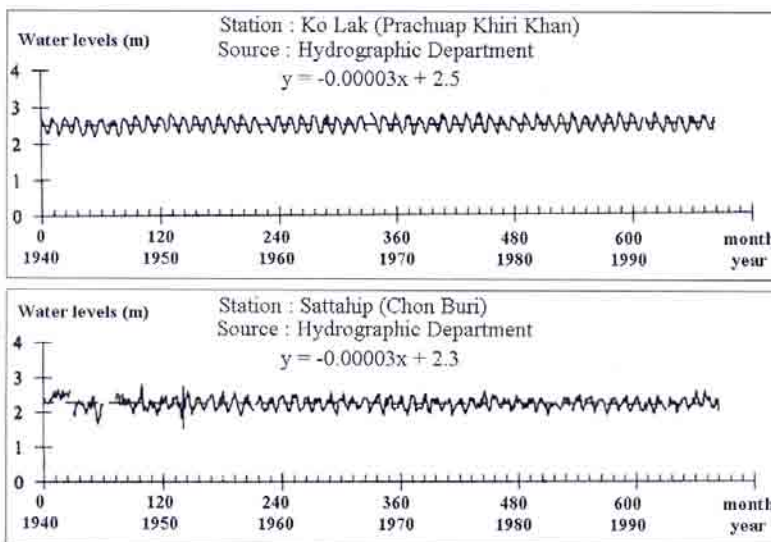 Station : Ko Lak (Prachuap Khiri Khan)
Water levels (m)
Source : Hydrographic Department
y = -0.00003x + 2.5
4
3
2
1
0
0 120 240 360 480 600 month
1940 1950 1960 1970 1980 1990 year
Station : Sattahip (Chon Buri)
Water levels (m)
Source : Hydrographic Department
y = -0.00003x + 2.3
4
3
2
1
0
0 120 240 360 480 600 month
1940 1950 1960 1970 1980 1990 year